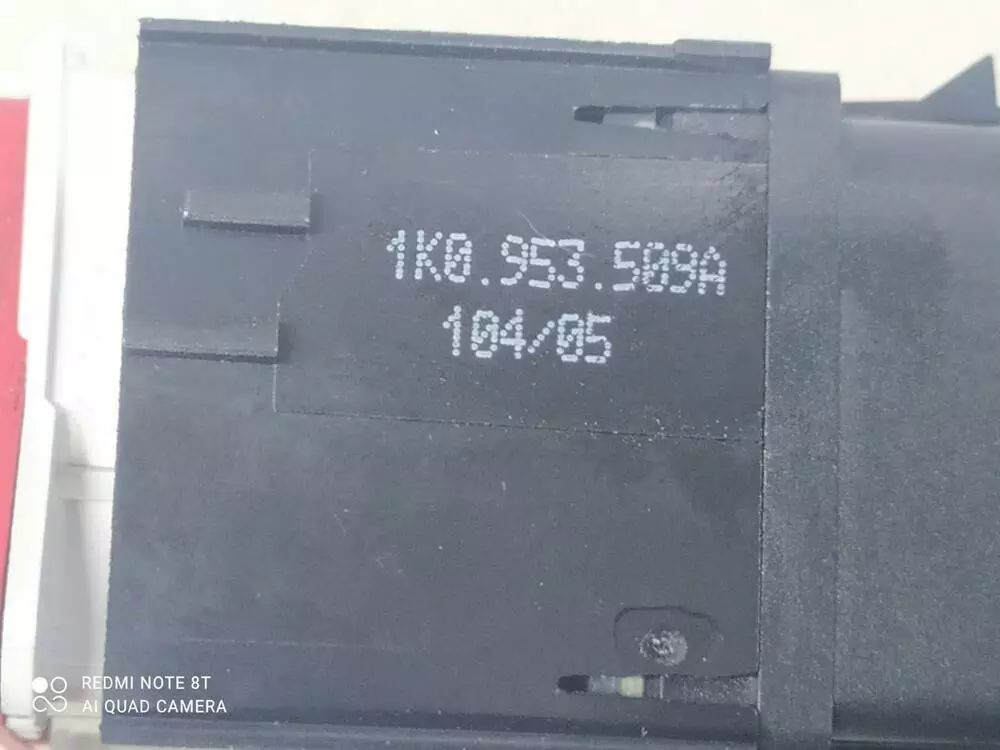 1K0.953.509A
104/05
REDMI NOTE 8T
AI QUAD CAMERA